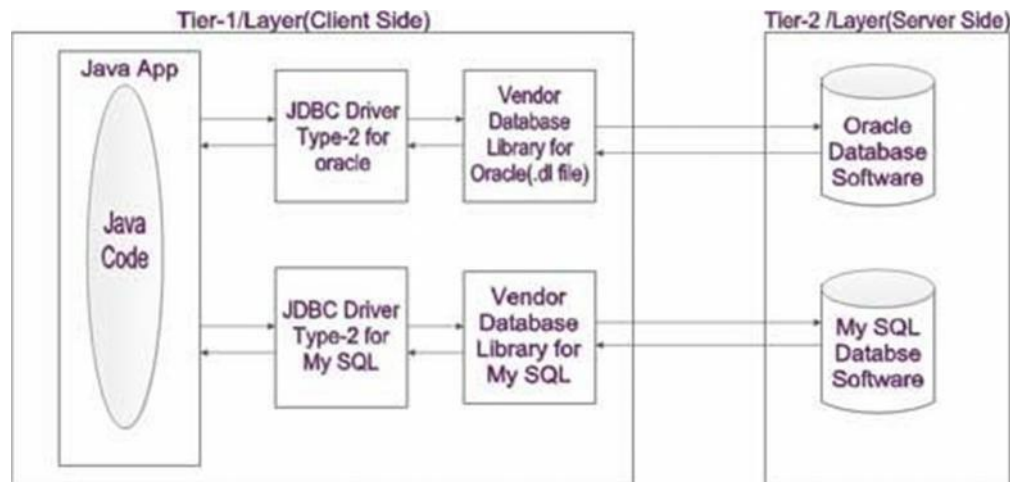 Tier-1/Layer(Client Side)
Tier-2 /Layer(Server Side)
Java App
Java
Code
JDBC Driver
Type-2 for
oracle
Vendor
Database
Library for
Oracle(.dl file)
Oracle
Database
Software
JDBC Driver
Type-2 for
My SQL
Vendor
Database
Library for
My SQL
My SQL
Databse
Software